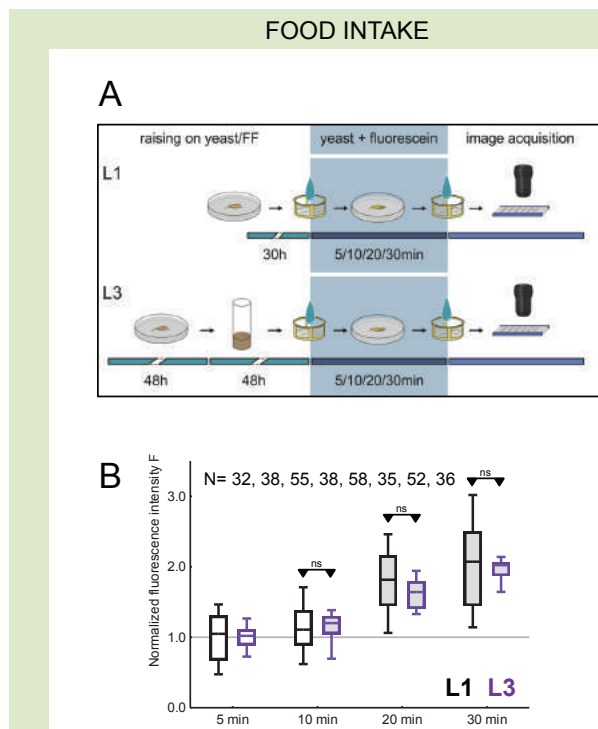 FOOD INTAKE
A
raising on yeast/FF yeast + fluorescein image acquisition
L1
30h 5/10/20/30min
L3
48h 48h 5/10/20/30min
B
Normalized fluorescence intensity F
N= 32, 38, 55, 38, 58, 35, 52, 36
ns
ns
ns
3.0
2.0
1.0
0.0
L1 L3
5 min 10 min 20 min 30 min